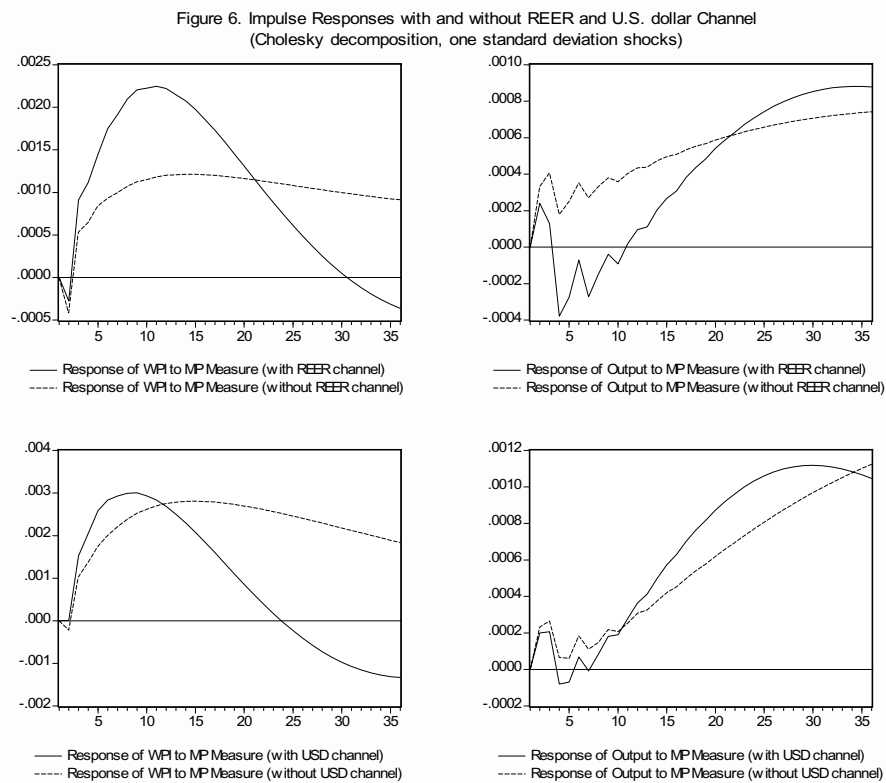 Figure 6. Impulse Responses with and without REER and U.S. dollar Channel
(Cholesky decomposition, one standard deviation shocks)
.0025
.0020
.0015
.0010
.0005
.0000
-.0005
5 10 15 20 25 30 35
Response of WPI to MP Measure (with REER channel)
Response of WPI to MP Measure (without REER channel)
.0010
.0008
.0006
.0004
.0002
.0000
-.0002
-.0004
5 10 15 20 25 30 35
Response of Output to MP Measure (with REER channel)
Response of Output to MP Measure (without REER channel)
.004
.003
.002
.001
.000
-.001
-.002
5 10 15 20 25 30 35
Response of WPI to MP Measure (with USD channel)
Response of WPI to MP Measure (without USD channel)
.0012
.0010
.0008
.0006
.0004
.0002
.0000
-.0002
5 10 15 20 25 30 35
Response of Output to MP Measure (with USD channel)
Response of Output to MP Measure (without USD channel)